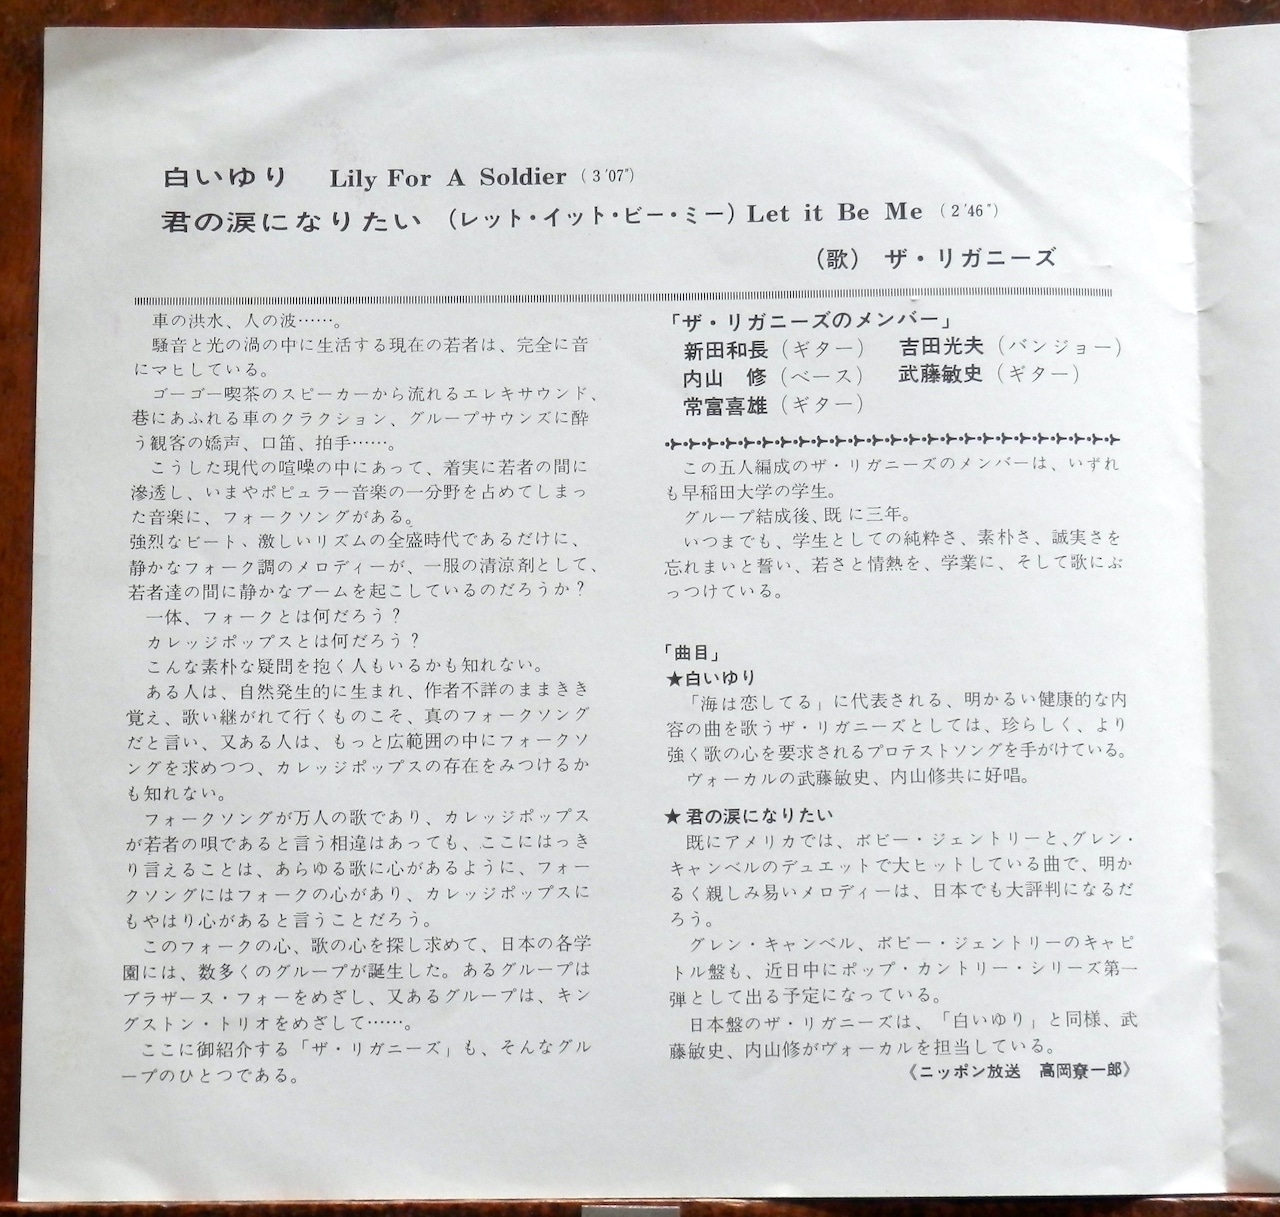 白いゆり Lily For A Soldier (3′07″)
君の涙になりたい (レット・イット・ビー・ミー) Let it Be Me (2′46″)
(歌) ザ・リガニーズ
車の洪水、人の波……。
騒音と光の渦の中に生活する現在の若者は、完全に音
にマヒしている。
ゴーゴー喫茶のスピーカーから流れるエレキサウンド、
巷にあふれる車のクラクション、グループサウンズに酔
う観客の嬌声、口笛、拍手……。
こうした現代の喧噪の中にあって、着実に若者の間に
滲透し、いまやポピュラー音楽の一分野を占めてしまっ
た音楽に、フォークソングがある。
強烈なビート、激しいリズムの全盛時代であるだけに、
静かなフォーク調のメロディーが、一服の清涼剤として、
若者達の間に静かなブームを起こしているのだろうか?
一体、フォークとは何だろう?
カレッジポップスとは何だろう?
こんな素朴な疑問を抱く人もいるかも知れない。
ある人は、自然発生的に生まれ、作者不詳のままきき
覚え、歌い継がれて行くものこそ、真のフォークソング
だと言い、又ある人は、もっと広範囲の中にフォークソ
ングを求めつつ、カレッジポップスの存在をみつけるか
も知れない。
フォークソングが万人の歌であり、カレッジポップス
が若者の唄であると言う相違はあっても、ここにはっき
り言えることは、あらゆる歌に心があるように、フォー
クソングにはフォークの心があり、カレッジポップスに
もやはり心があると言うことだろう。
このフォークの心、歌の心を探し求めて、日本の各学
園には、数多くのグループが誕生した。あるグループは
ブラザース・フォーをめざし、又あるグループは、キン
グストン・トリオをめざして……。
ここに御紹介する「ザ・リガニーズ」も、そんなグル
ープのひとつである。
「ザ・リガニーズのメンバー」
新田和長(ギター) 吉田光夫(バンジョー)
内山 修(ベース) 武藤敏史(ギター)
常富喜雄(ギター)
この五人編成のザ・リガニーズのメンバーは、いずれ
も早稲田大学の学生。
グループ結成後、既に三年。
いつまでも、学生としての純粋さ、素朴さ、誠実さを
忘れまいと誓い、若さと情熱を、学業に、そして歌にぶ
っつけている。
「曲目」
★白いゆり
「海は恋してる」に代表される、明かるい健康的な内
容の曲を歌うザ・リガニーズとしては、珍らしく、より
強く歌の心を要求されるプロテストソングを手がけている。
ヴォーカルの武藤敏史、内山修共に好唱。
★君の涙になりたい
既にアメリカでは、ボビー・ジェントリーと、グレン・
キャンベルのデュエットで大ヒットしている曲で、明か
るく親しみ易いメロディーは、日本でも大評判になるだ
ろう。
グレン・キャンベル、ボビー・ジェントリーのキャピ
トル盤も、近日中にポップ・カントリー・シリーズ第一
弾として出る予定になっている。
日本盤のザ・リガニーズは、「白いゆり」と同様、武
藤敏史、内山修がヴォーカルを担当している。
《ニッポン放送 高岡尞一郎》